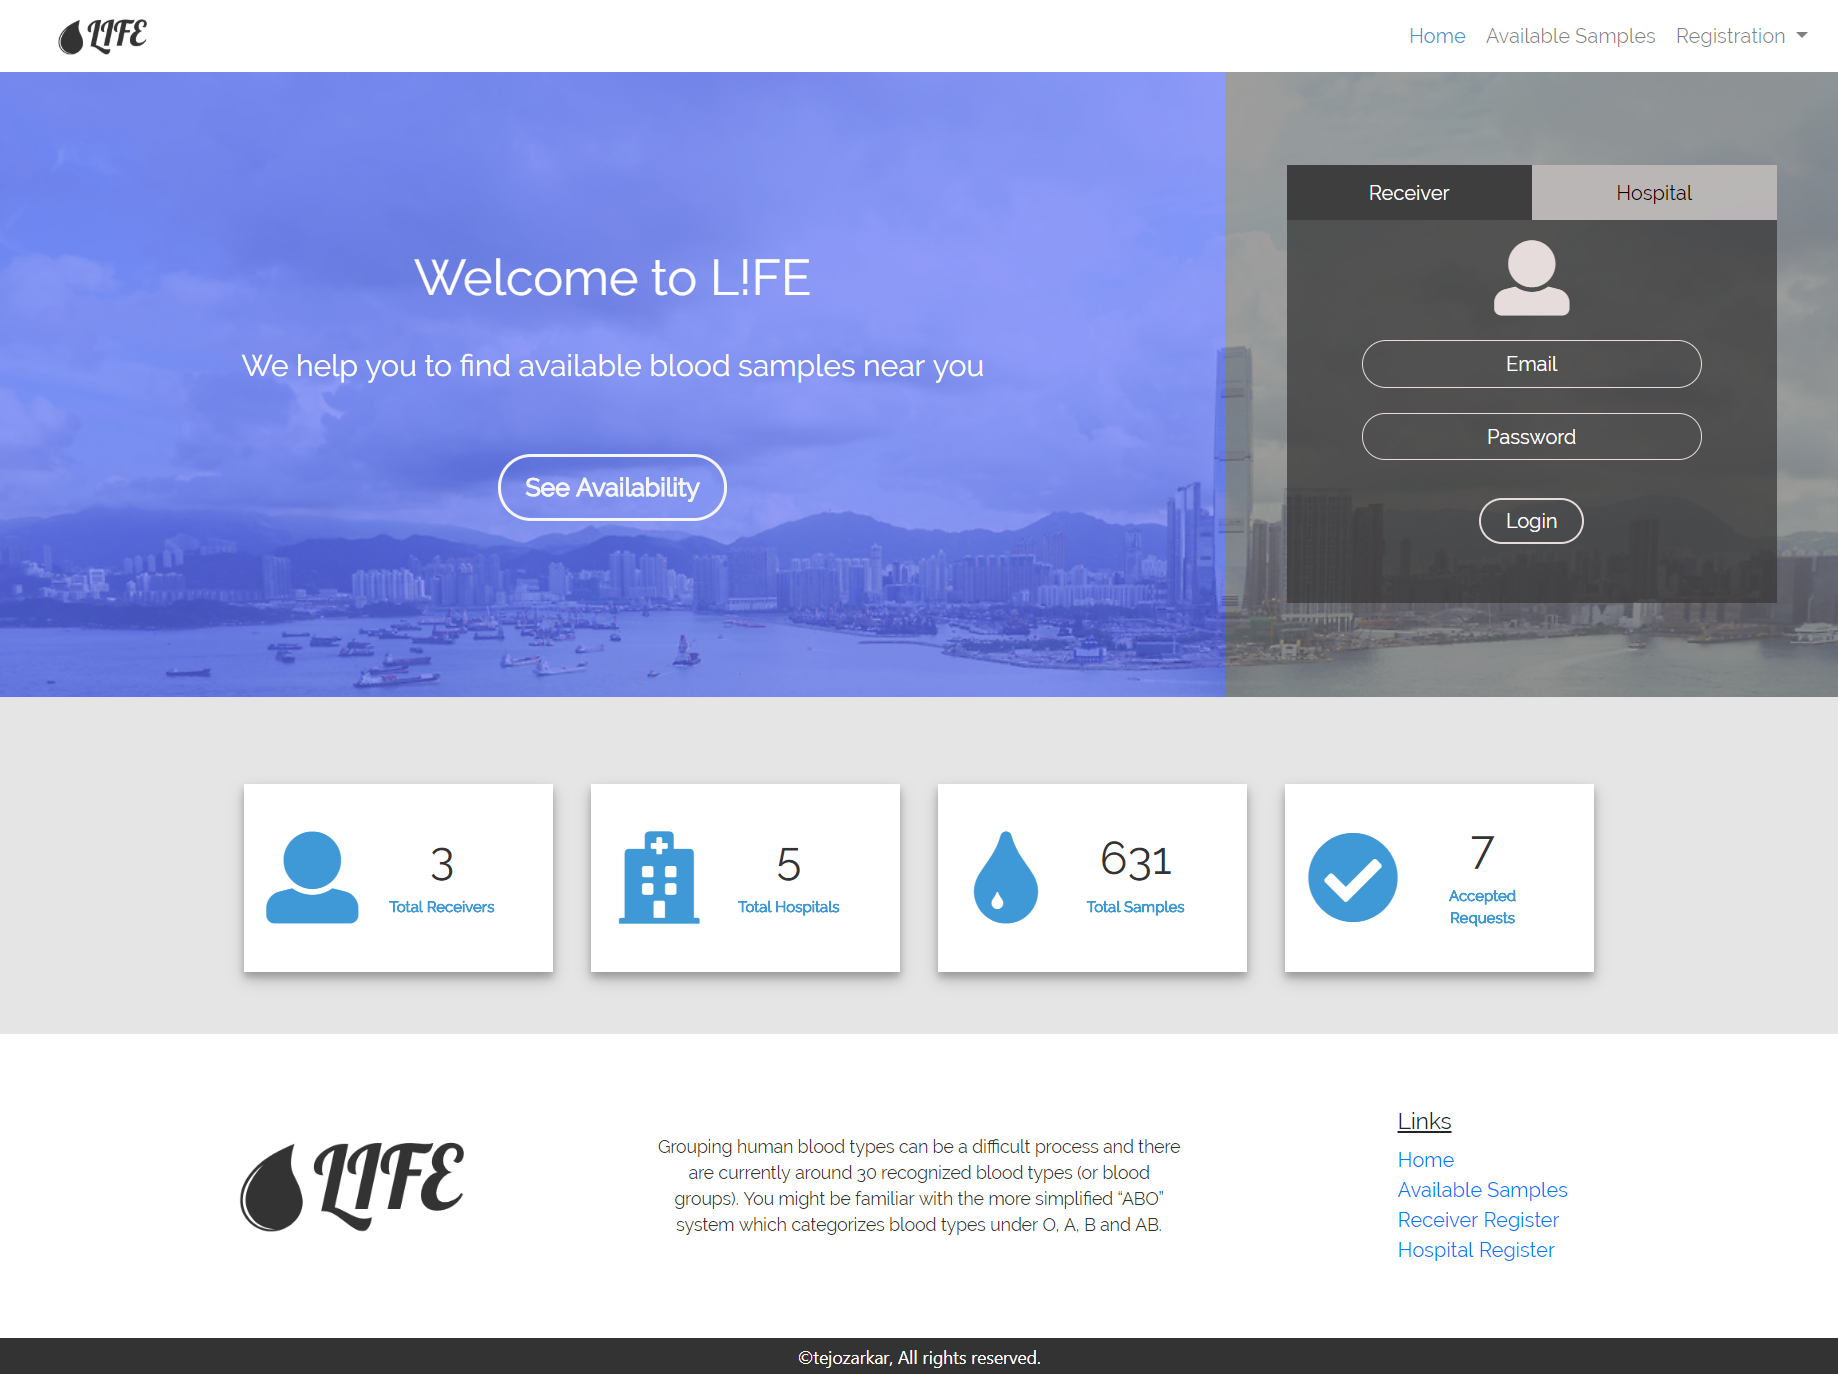 LIFE
Home Available Samples Registration
Receiver Hospital
Welcome to L!FE
We help you to find available blood samples near you
See Availability
Email
Password
Login
3
Total Receivers
5
Total Hospitals
631
Total Samples
7
Accepted
Requests
LIFE
Grouping human blood types can be a difficult process and there
are currently around 30 recognized blood types (or blood
groups). You might be familiar with the more simplified “ABO”
system which categorizes blood types under O, A, B and AB.
Links
Home
Available Samples
Receiver Register
Hospital Register
©tejozarkar, All rights reserved.